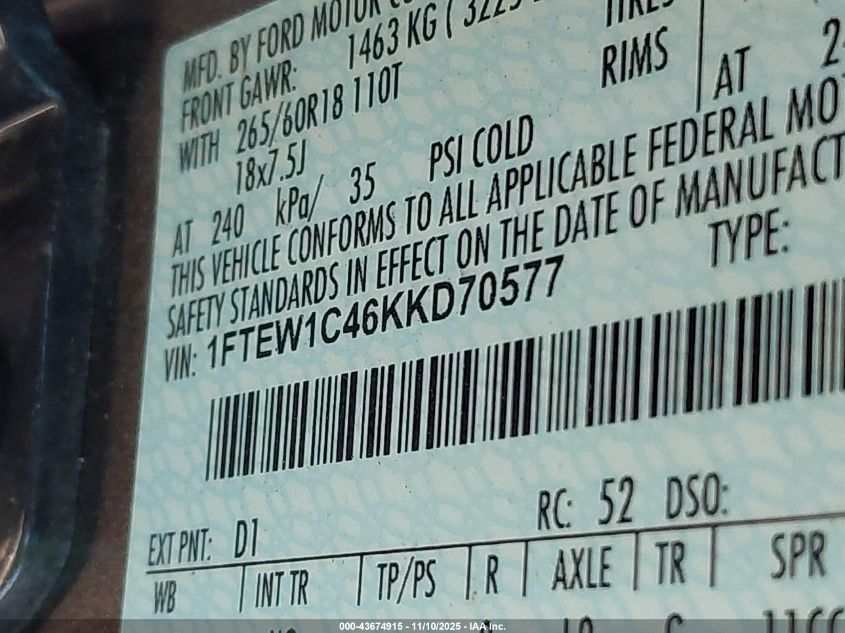 MFD. BY FORD MOTOR
FRONT GAWR: 1463 KG (
WITH 265/60R18 110T
18x7.5J RIMS AT
AT 240 kPa/ 35 PSI COLD
THIS VEHICLE CONFORMS TO ALL APPLICABLE FEDERAL
SAFETY STANDARDS IN EFFECT ON THE DATE OF
VIN: 1FTEW1C46KKD70577
TYPE:
EXT PNT: D1 RC: 52 DSO:
WB INT TR TP/PS R AXLE TR SPR
000-43674915 - 11/10/2025 - IAA Inc.